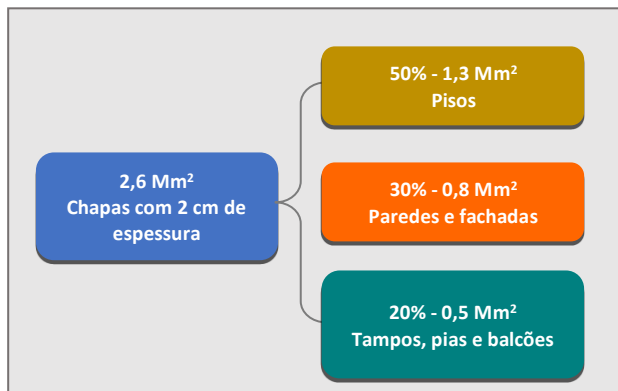 50% - 1,3 Mm²
Pisos
2,6 Mm²
Chapas com 2 cm de
espessura
30% - 0,8 Mm²
Paredes e fachadas
20% - 0,5 Mm²
Tampos, pias e balcões